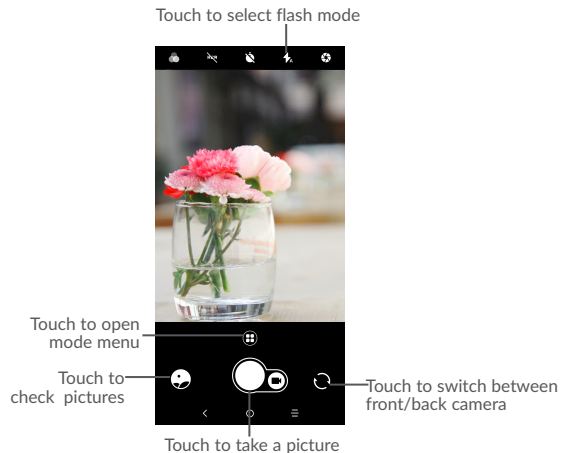 Touch to select flash mode
Touch to open
mode menu
Touch to
check pictures
Touch to switch between
front/back camera
Touch to take a picture